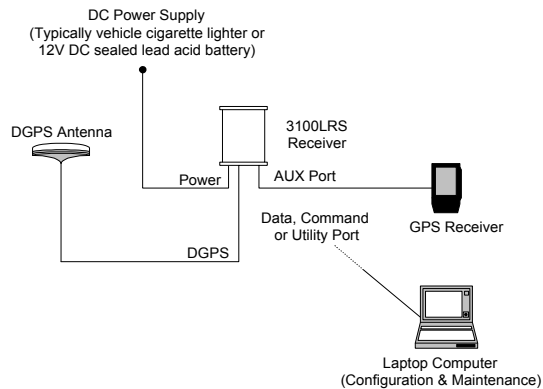 DC Power Supply
(Typically vehicle cigarette lighter or
12V DC sealed lead acid battery)
DGPS Antenna
3100LRS
Receiver
Power
AUX Port
Data, Command
or Utility Port
GPS Receiver
DGPS
Laptop Computer
(Configuration & Maintenance)